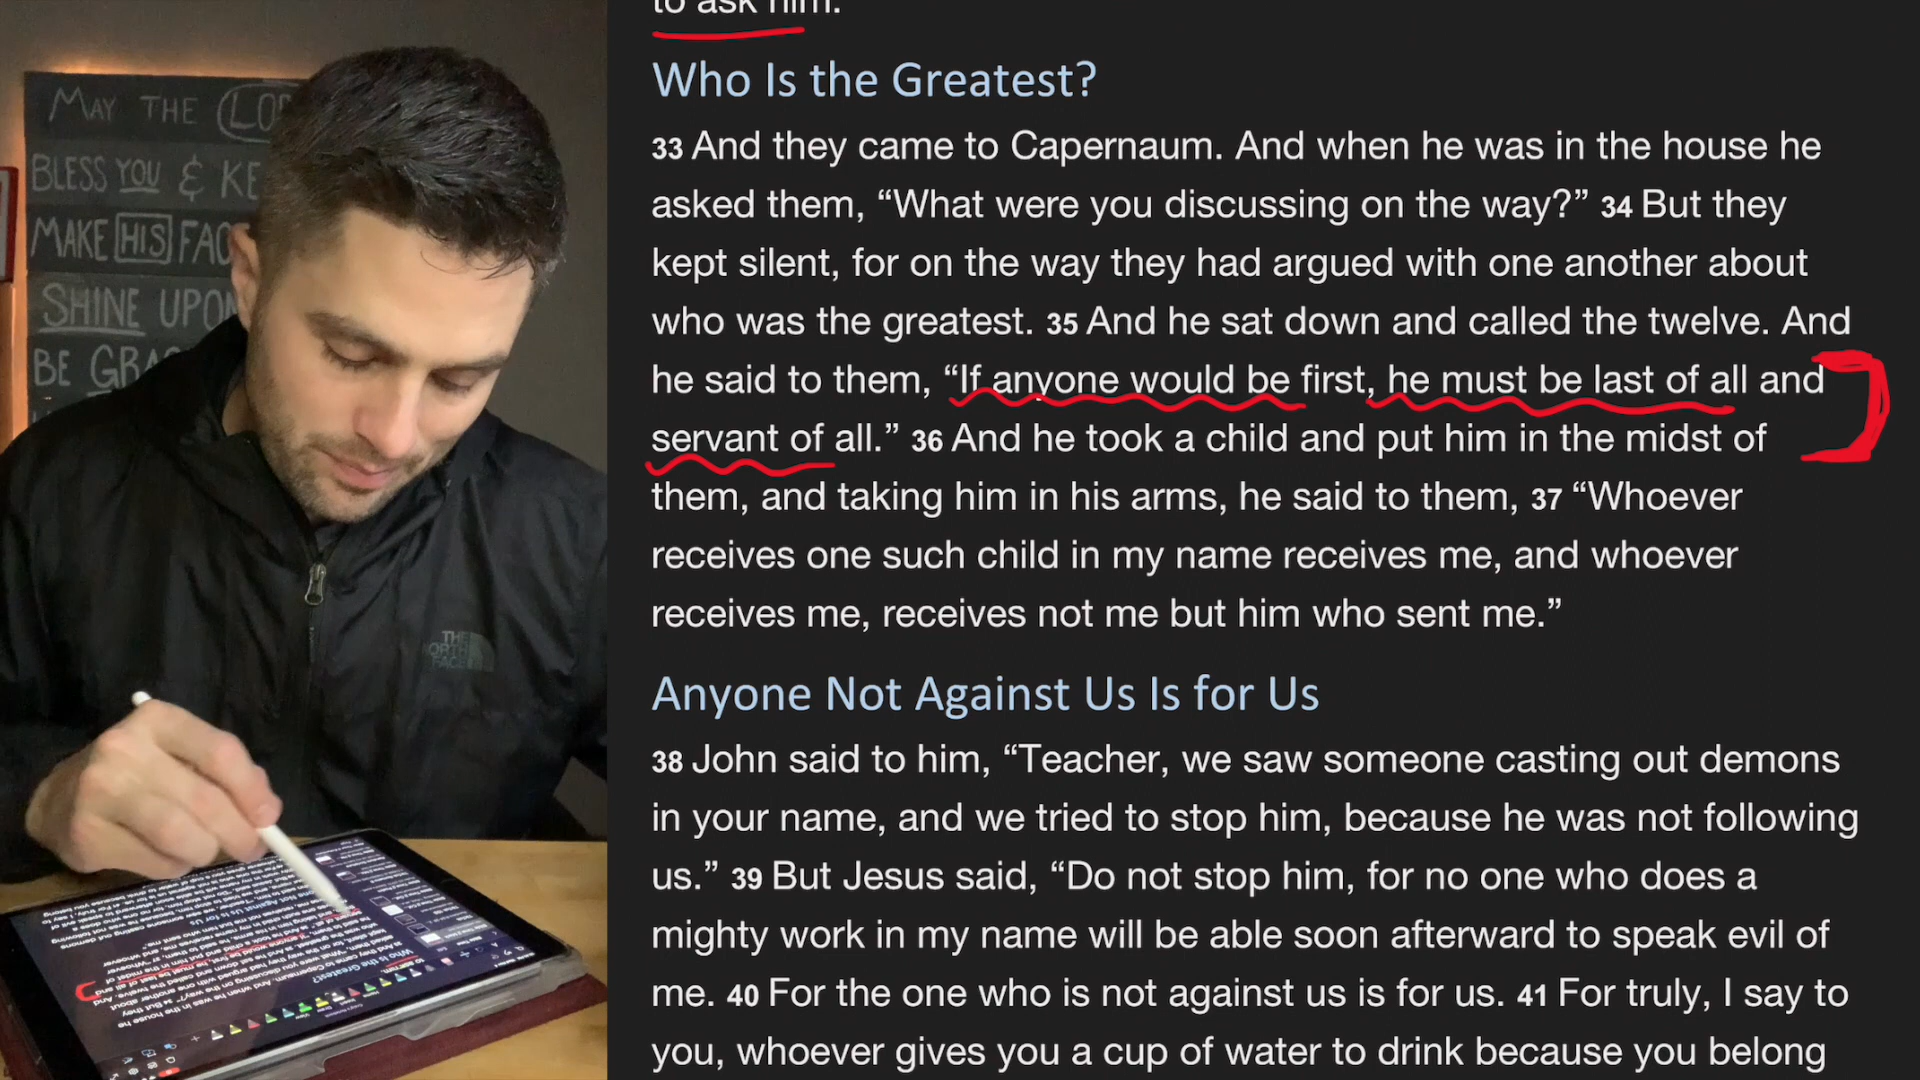 MAY THE LO
BLESS YOU & KE
MAKE HIS FAC
SHINE UPON
BE GRA
THE
NORTH
FACE
to ask him.
Who Is the Greatest?
33 And they came to Capernaum. And when he was in the house he
asked them, “What were you discussing on the way?” 34 But they
kept silent, for on the way they had argued with one another about
who was the greatest. 35 And he sat down and called the twelve. And
he said to them, “If anyone would be first, he must be last of all and
servant of all.” 36 And he took a child and put him in the midst of
them, and taking him in his arms, he said to them, 37 “Whoever
receives one such child in my name receives me, and whoever
receives me, receives not me but him who sent me.”
Anyone Not Against Us Is for Us
38 John said to him, “Teacher, we saw someone casting out demons
in your name, and we tried to stop him, because he was not following
us.” 39 But Jesus said, “Do not stop him, for no one who does a
mighty work in my name will be able soon afterward to speak evil of
me. 40 For the one who is not against us is for us. 41 For truly, I say to
you, whoever gives you a cup of water to drink because you belong